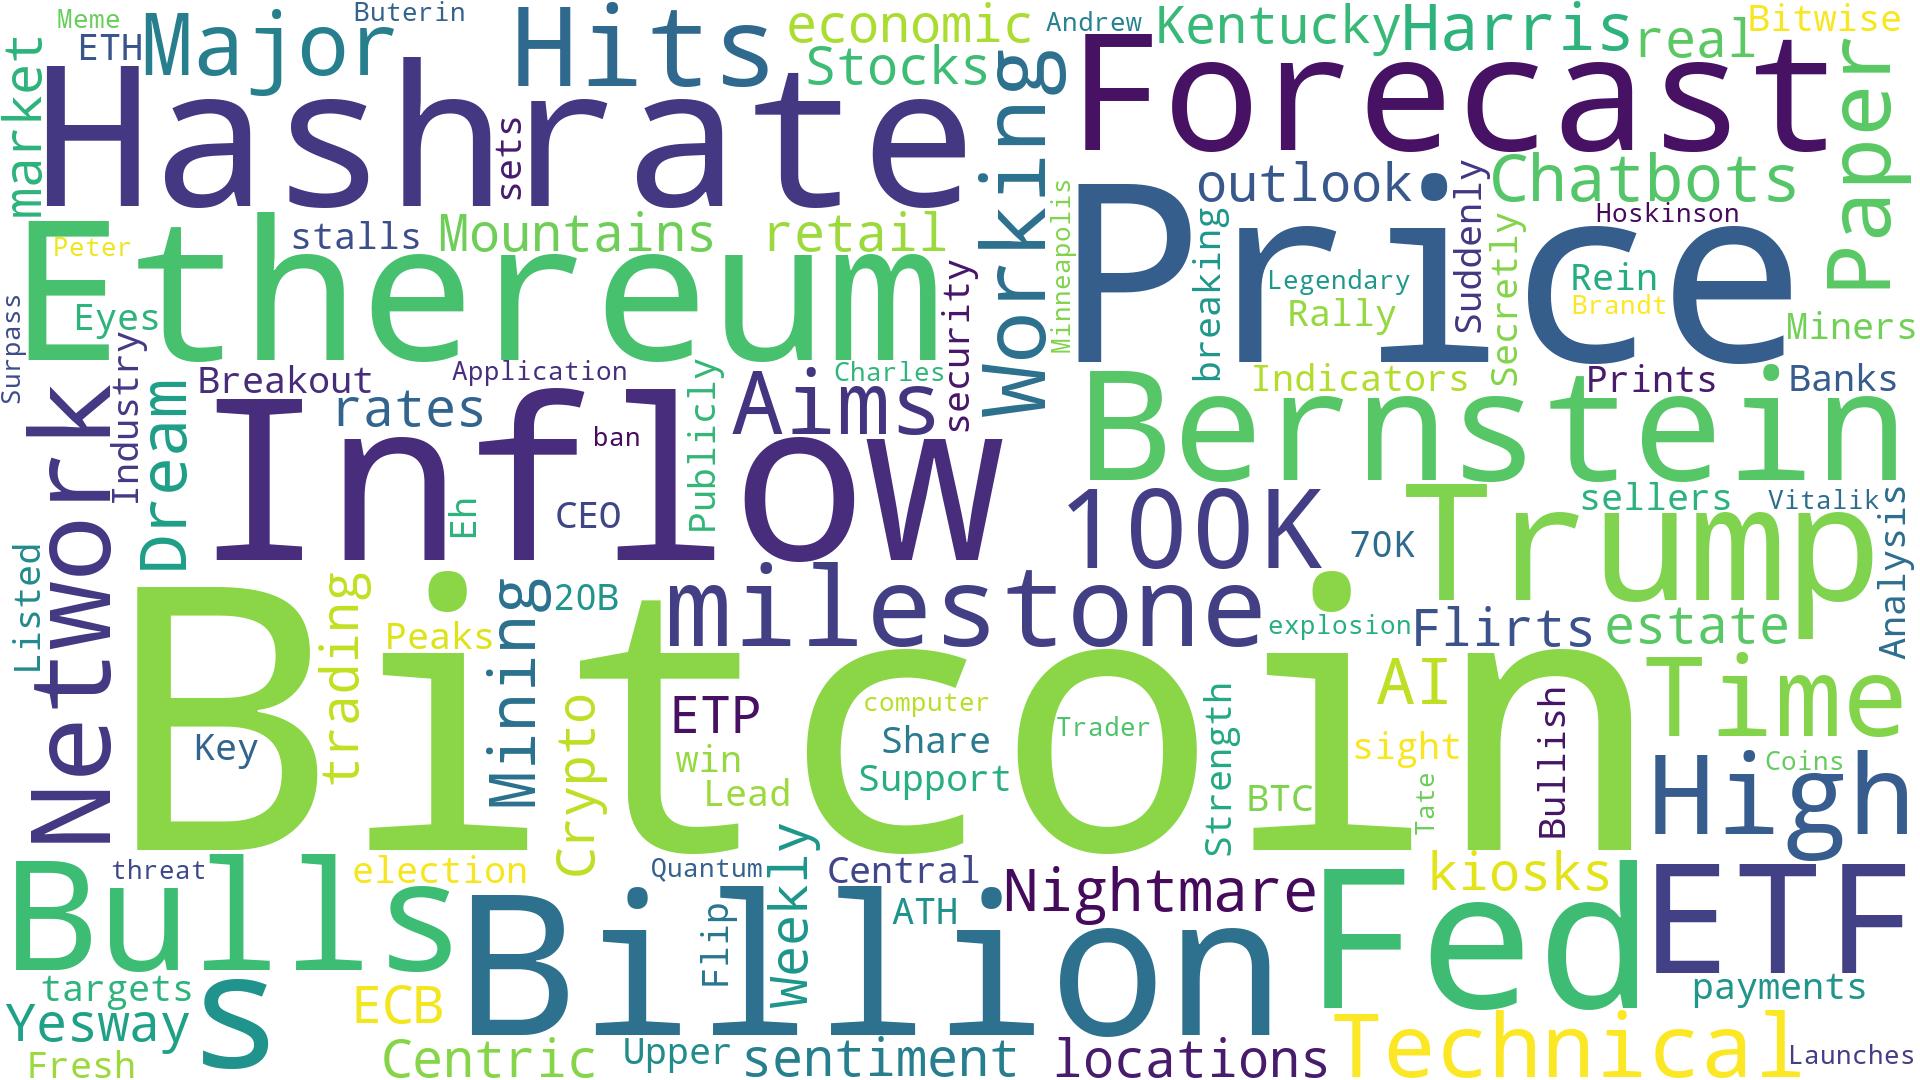 Meme
Buterin
ETH
Major
Hits
economic
Andrew
Kentucky
Harris
real
Bitwise
Stocks
market
Hashrate
sets
Working
Forecast
Paper
outlook
Chatbots
Ethereum
Peter
stalls
Mountains
retail
Minneapolis
Price
breaking
Legendary
Rally
Suddenly
secretly
Hoskinson
Rein
Brandt
Miners
Eyes
Surpass
security
Industry
Breakout
Application
Publicly
Charles
Indicators
Prints
Banks
Network
Dream
rates
Aims
Inflow
ban
Eh
CEO
Bernstein
100K
70K
Trump
sellers
Vitalik
Analysis
Listed
trading
Mining
20B
milestone
explosion
Flirts
estate
Bitcoin
Peaks
Key
Crypto
ETP
win
Lead
computer
Share
Support
Trader
Strength
BTC
AI
sight
Tate
Bullish
Time
High
Coins
Bulls
threat
election
Quantum
Weekly
Central
ATH
Nightmare
kiosks
Flip
Billion
Fed
ETF
targets
Yesway
s
ECB
payments
Fresh
Centric
Upper
sentiment
locations
Technical
Launches